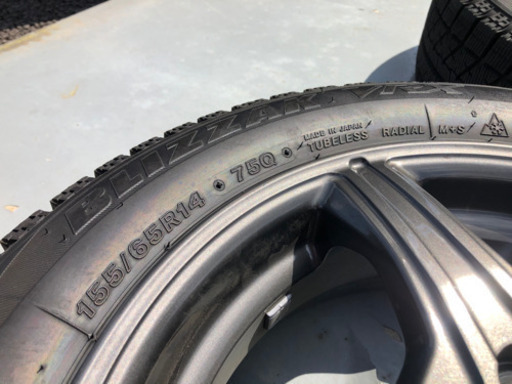 BLIZZAK VRX
155/65R14 75Q
MADE IN JAPAN
TUBELESS RADIAL M+S